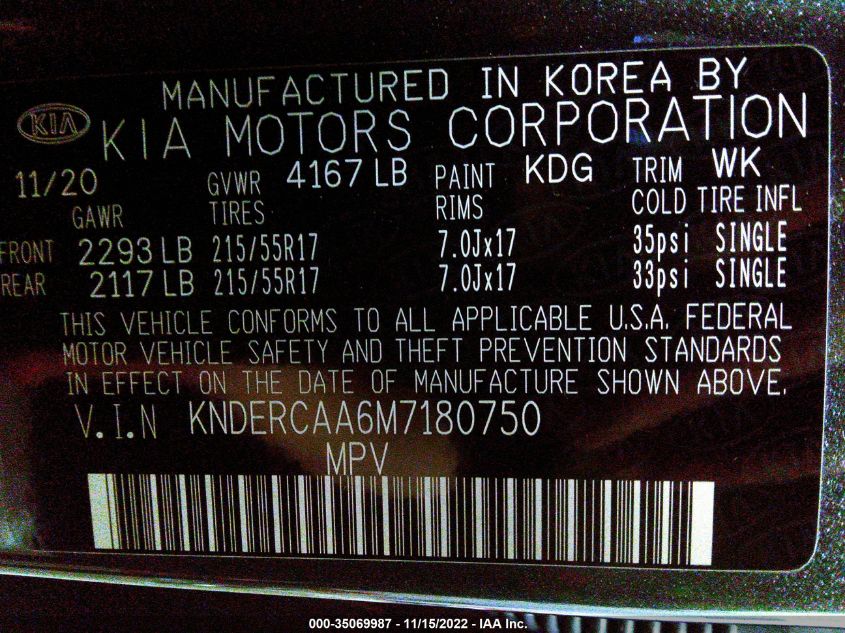 MANUFACTURED IN KOREA BY
KIA KIA MOTORS CORPORATION
11/20 GVWR 4167 LB PAINT KDG TRIM WK
GAWR TIRES RIMS COLD TIRE INFL
FRONT 2293 LB 215/55R17 7.0Jx17 35psi SINGLE
REAR 2117 LB 215/55R17 7.0Jx17 33psi SINGLE
THIS VEHICLE CONFORMS TO ALL APPLICABLE U.S.A. FEDERAL
MOTOR VEHICLE SAFETY AND THEFT PREVENTION STANDARDS
IN EFFECT ON THE DATE OF MANUFACTURE SHOWN ABOVE.
V.I.N KNDERCAA6M7180750
MPV
000-35069987 - 11/15/2022 - IAA Inc.